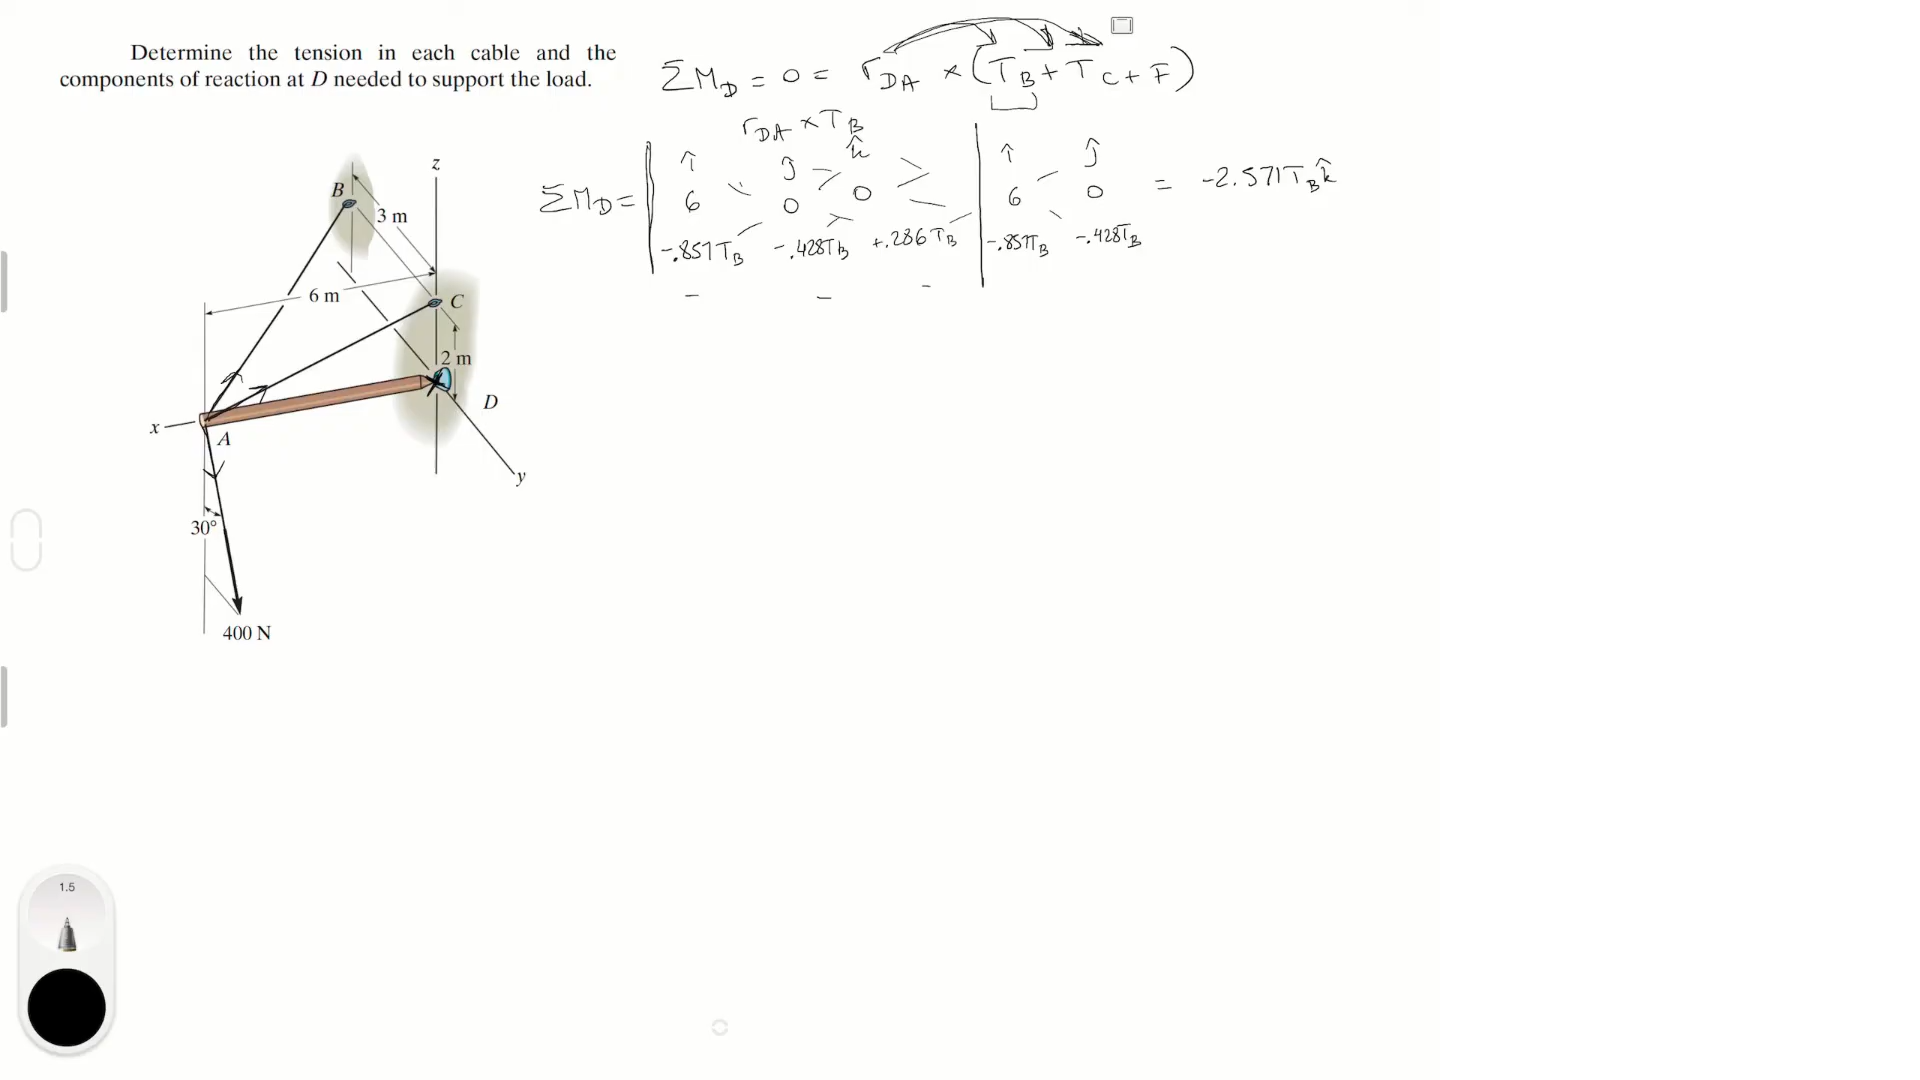 Determine the tension in each cable and the
components of reaction at D needed to support the load.
ΣM_D = 0 = r_DA × (T_B + T_C + F)
r_DA × T_B
ΣM_D = | î ĵ k̂ | î ĵ
6 0 0 | 6 0
-.857T_B -.428T_B +.286T_B | -.857T_B -.428T_B
= -2.571T_B k̂
z
B
3 m
6 m
C
2 m
D
x
A
y
30°
400 N
1.5